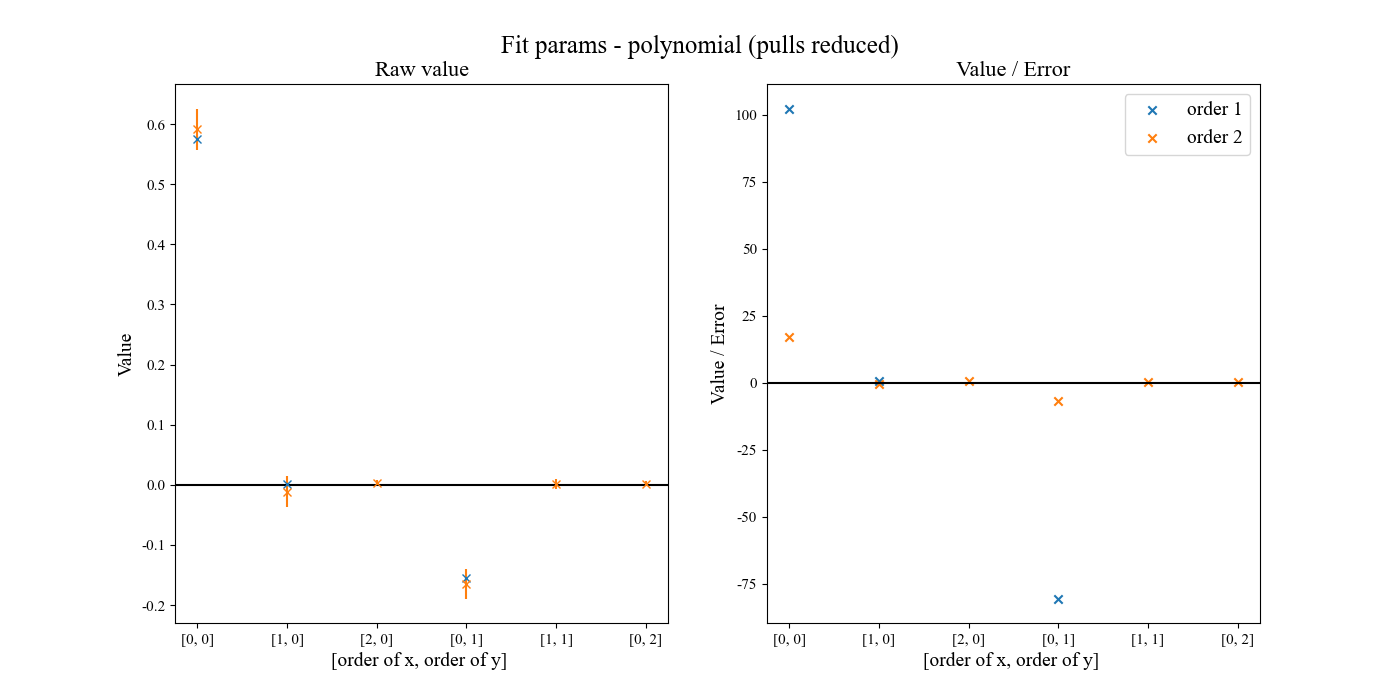 Fit params - polynomial (pulls reduced)
Raw value
0.6
0.5
0.4
0.3
0.2
0.1
0.0
-0.1
-0.2
Value
[0, 0] [1, 0] [2, 0] [0, 1] [1, 1] [0, 2]
[order of x, order of y]
Value / Error
order 1
order 2
100
75
50
25
0
-25
-50
-75
Value / Error
[0, 0] [1, 0] [2, 0] [0, 1] [1, 1] [0, 2]
[order of x, order of y]